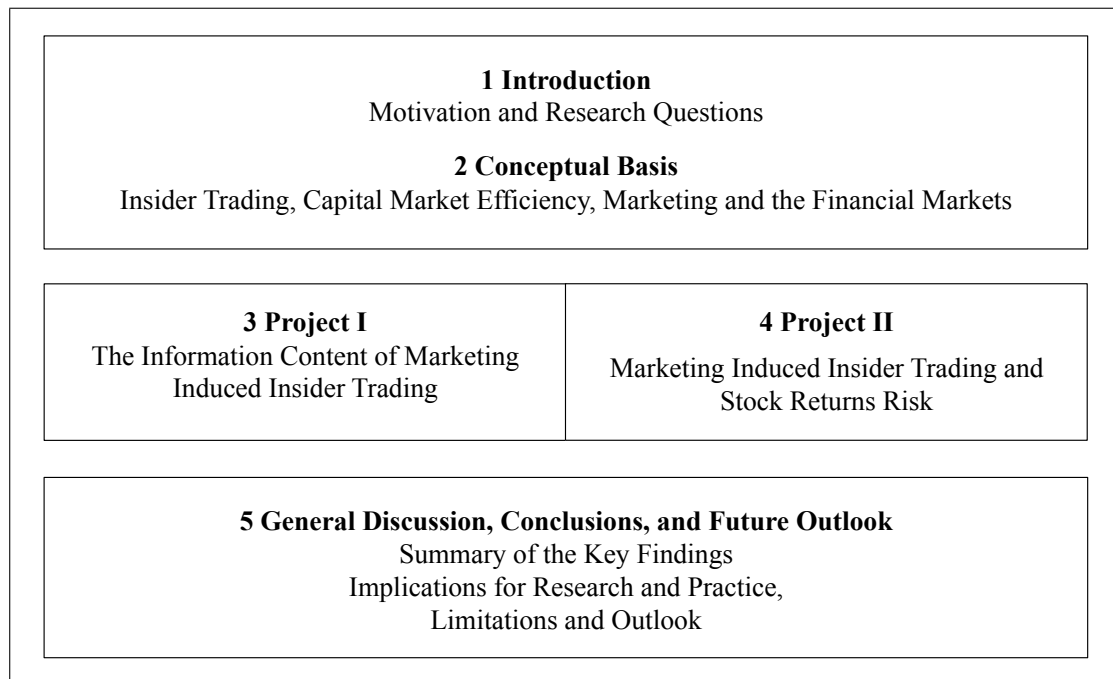 1 Introduction
Motivation and Research Questions
2 Conceptual Basis
Insider Trading, Capital Market Efficiency, Marketing and the Financial Markets
3 Project I
The Information Content of Marketing
Induced Insider Trading
4 Project II
Marketing Induced Insider Trading and
Stock Returns Risk
5 General Discussion, Conclusions, and Future Outlook
Summary of the Key Findings
Implications for Research and Practice,
Limitations and Outlook